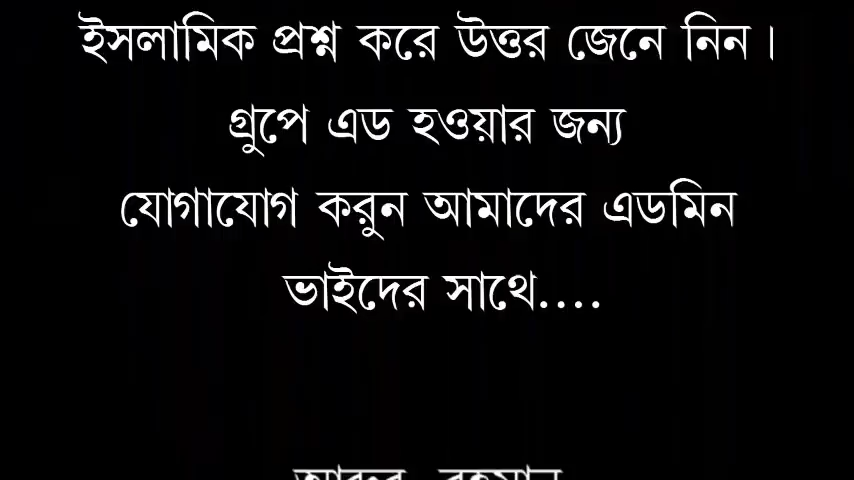 ইসলামিক প্রশ্ন করে উত্তর জেনে নিন।
গ্রুপে এড হওয়ার জন্য
যোগাযোগ করুন আমাদের এডমিন
ভাইদের সাথে....